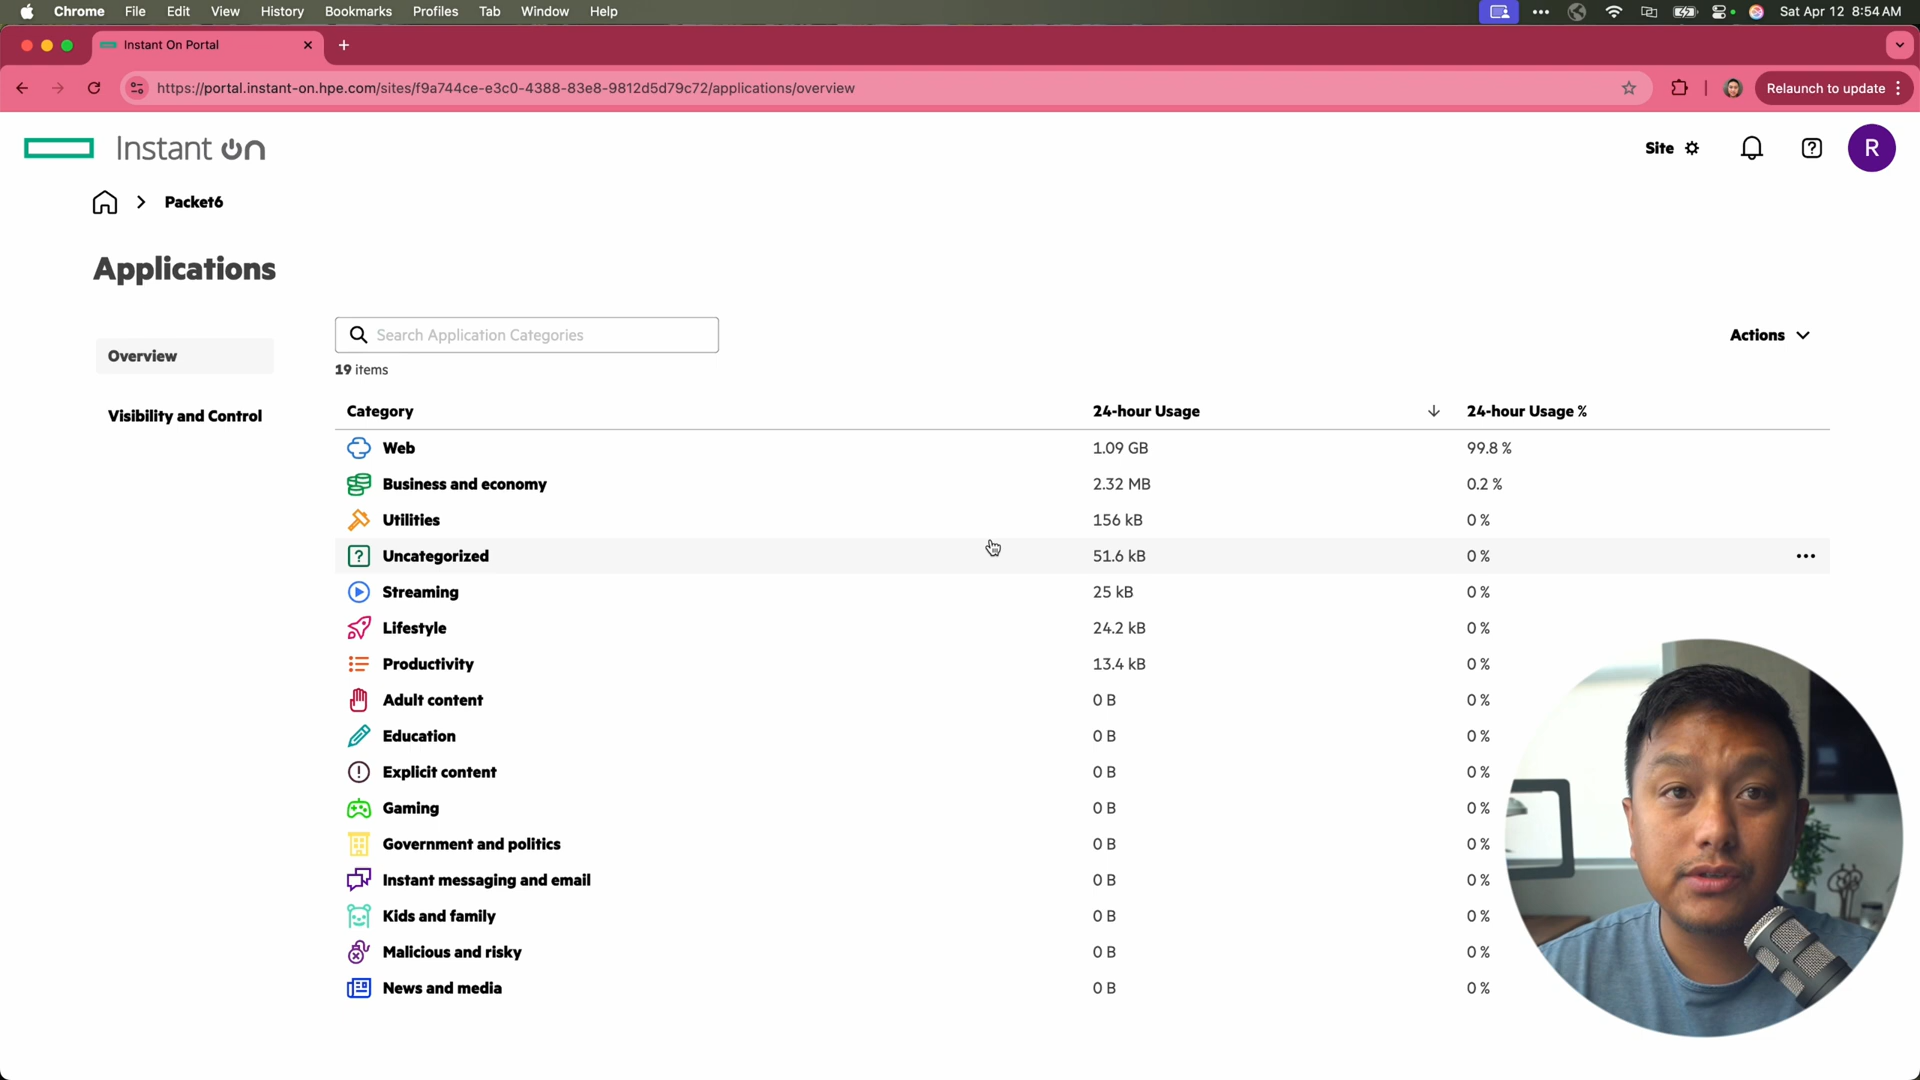 Chrome File Edit View History Bookmarks Profiles Tab Window Help Sat Apr 12 8:54 AM
Instant On Portal
https://portal.instant-on.hpe.com/sites/f9a744ce-e3c0-4388-83e8-9812d5d79c72/applications/overview Relaunch to update
Instant On Site R
Packet6
Applications
Search Application Categories Actions
Overview
19 items
Visibility and Control
Category 24-hour Usage 24-hour Usage %
Web 1.09 GB 99.8 %
Business and economy 2.32 MB 0.2 %
Utilities 156 kB 0 %
Uncategorized 51.6 kB 0 %
Streaming 25 kB 0 %
Lifestyle 24.2 kB 0 %
Productivity 13.4 kB 0 %
Adult content 0 B 0 %
Education 0 B 0 %
Explicit content 0 B 0 %
Gaming 0 B 0 %
Government and politics 0 B 0 %
Instant messaging and email 0 B 0 %
Kids and family 0 B 0 %
Malicious and risky 0 B 0 %
News and media 0 B 0 %